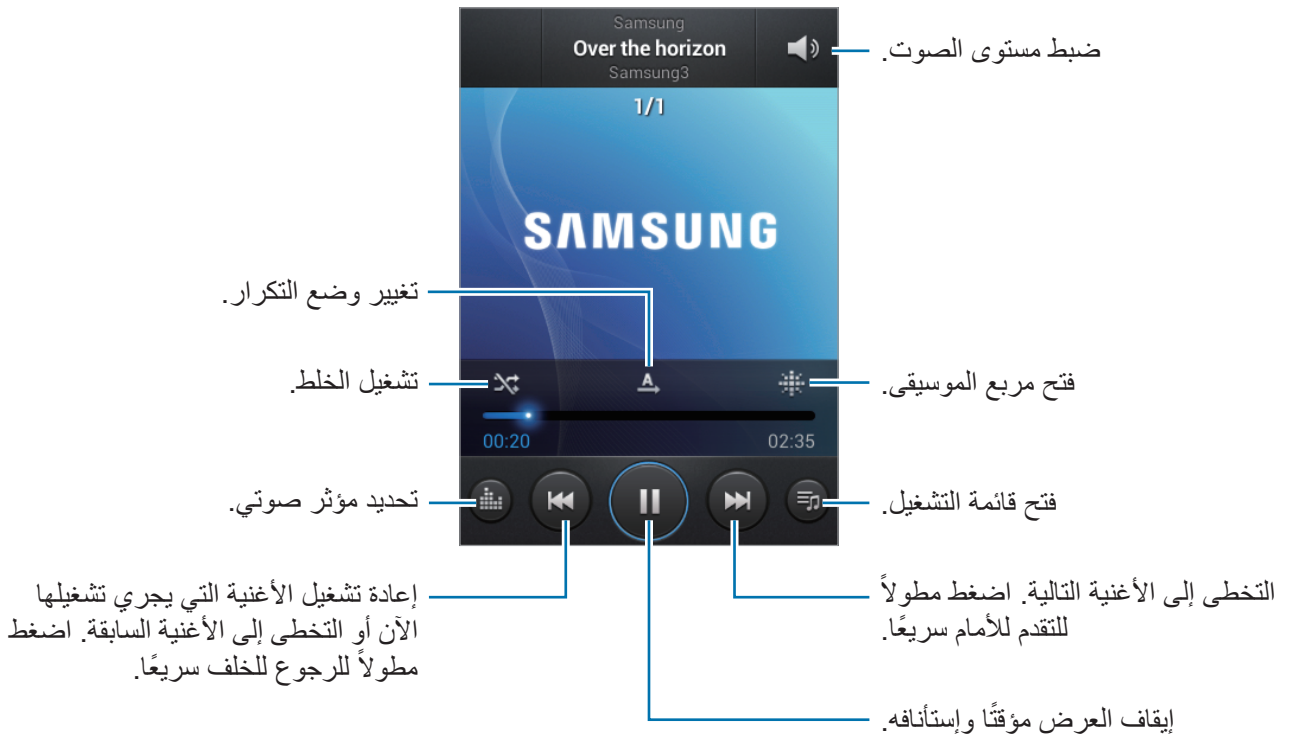 Samsung
Over the horizon
Samsung3
ضبط مستوى الصوت.
1/1
SAMSUNG
تغيير وضع التكرار.
A
فتح مربع الموسيقى.
تشغيل الخلط.
00:20
02:35
فتح قائمة التشغيل.
تحديد مؤثر صوتي.
التخطى إلى الأغنية التالية. اضغط مطولاً
للتقدم للأمام سريعًا.
إعادة تشغيل الأغنية التي يجري تشغيلها
الآن أو التخطى إلى الأغنية السابقة. اضغط
مطولاً للرجوع للخلف سريعًا.
إيقاف العرض مؤقتًا وإستأنافه.